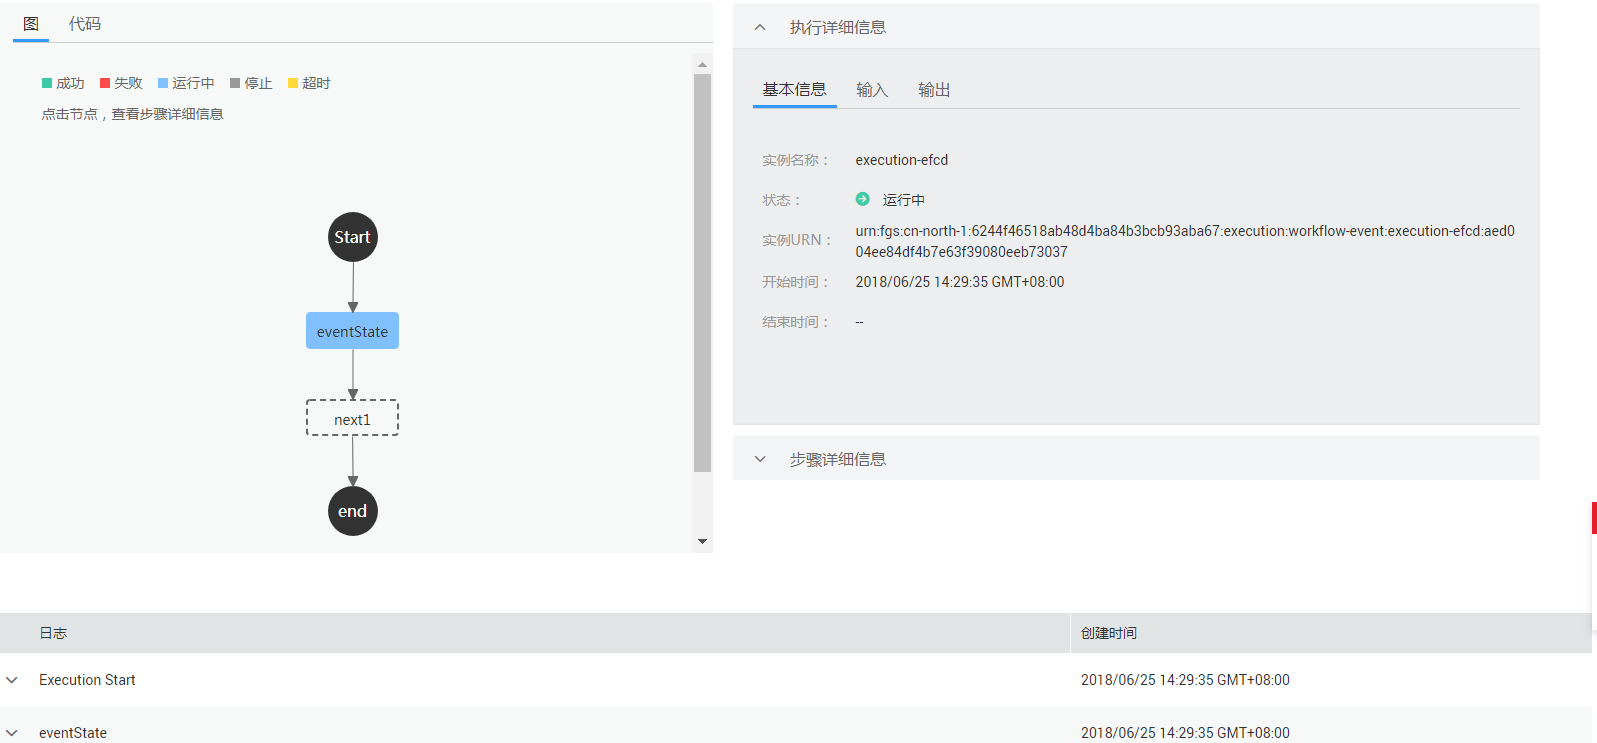 图 代码
成功 失败 运行中 停止 超时
点击节点，查看步骤详细信息
Start
eventState
next1
end
执行详细信息
基本信息 输入 输出
实例名称： execution-efcd
状态： 运行中
实例URN： urn:fgs:cn-north-1:6244f46518ab48d4ba84b3bcb93aba67:execution:workflow-event:execution-efcd:aed0
04ee84df4b7e63f39080eeb73037
开始时间： 2018/06/25 14:29:35 GMT+08:00
结束时间： --
步骤详细信息
日志 创建时间
Execution Start 2018/06/25 14:29:35 GMT+08:00
eventState 2018/06/25 14:29:35 GMT+08:00